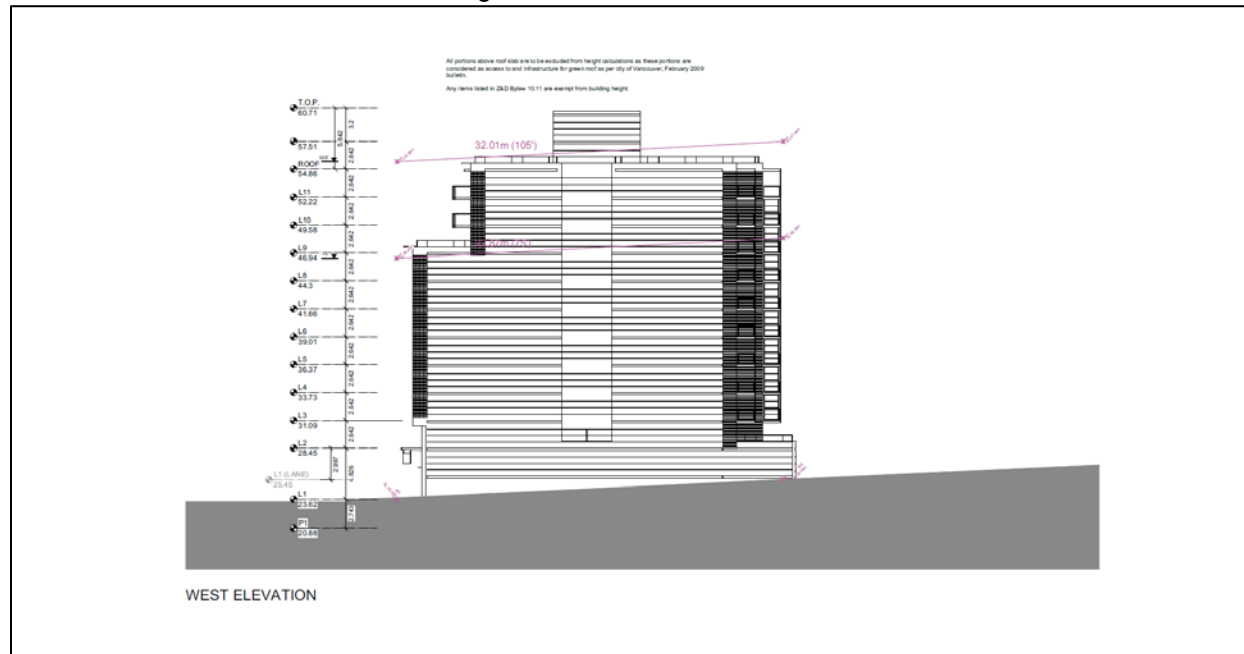 All portions above roof slab are to be excluded from height calculations as these portions are
considered as access to and infrastructure for green roof as per city of Vancouver, February 2009
bulletin.
Any items listed in Z&D Bylaw 10.11 are exempt from building height.
T.O.P.
60.71
3.2
5.842
57.51
2.642
32.01m (105')
ROOF
54.86
2.642
L11
52.22
2.642
L10
49.58
2.642
L9
46.94
2.642
L8
44.3
2.642
L7
41.66
2.642
L6
39.01
2.642
L5
36.37
2.642
L4
33.73
2.642
L3
31.09
2.642
L2
28.45
2.997
4.826
L1 (LANE)
25.45
L1
23.62
2.743
P1
20.88
WEST ELEVATION